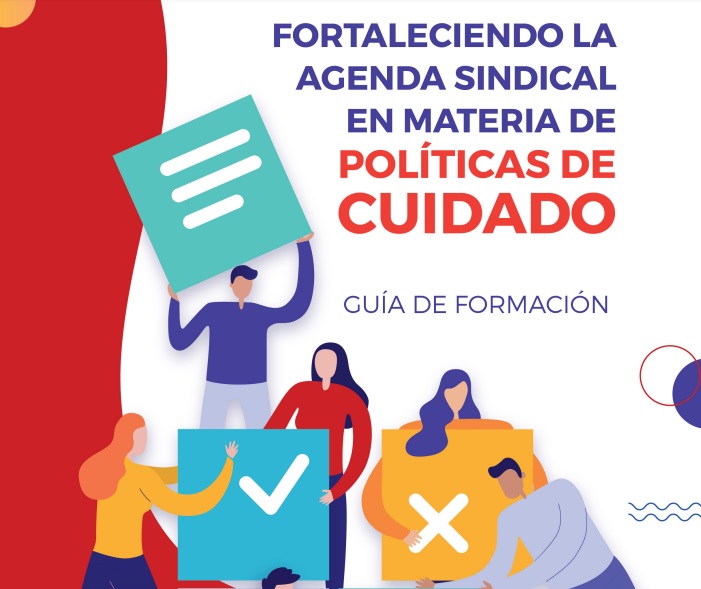 FORTALECIENDO LA
AGENDA SINDICAL
EN MATERIA DE
POLÍTICAS DE
CUIDADO
GUÍA DE FORMACIÓN